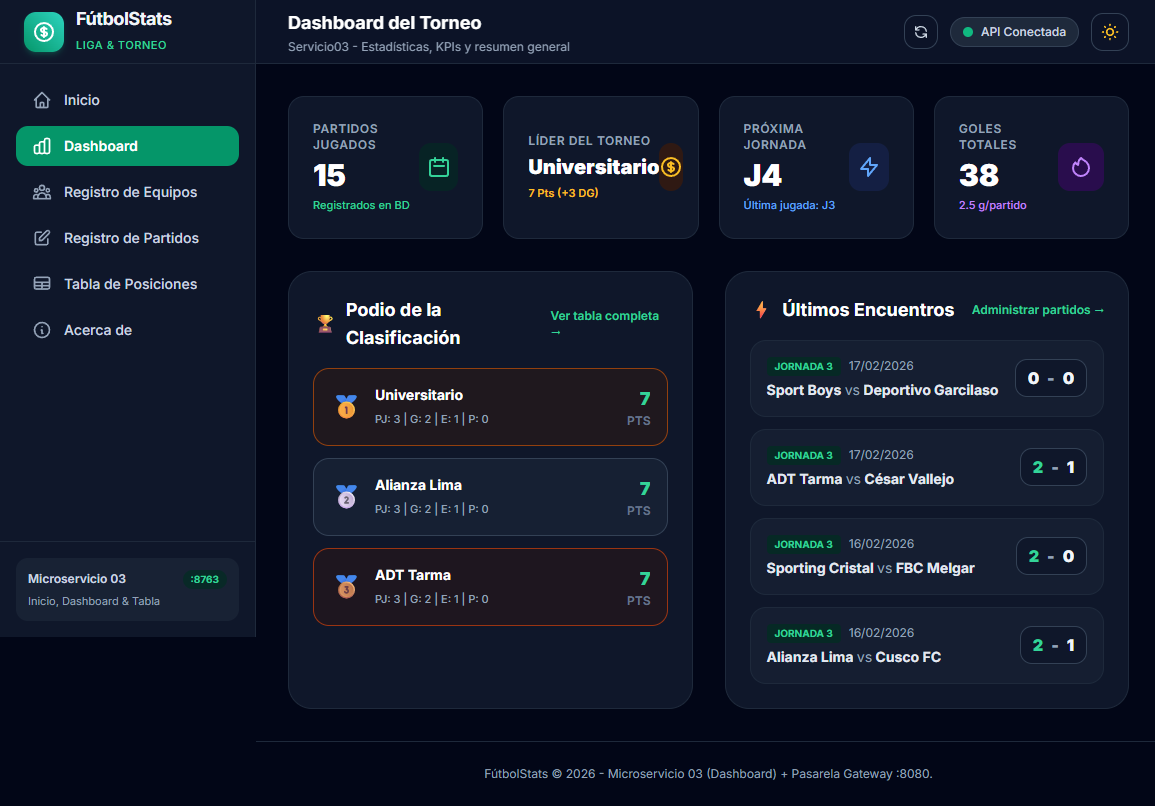 FútbolStats
LIGA & TORNEO
Inicio
Dashboard
Registro de Equipos
Registro de Partidos
Tabla de Posiciones
Acerca de
Microservicio 03
:8763
Inicio, Dashboard & Tabla
Dashboard del Torneo
Servicio03 - Estadísticas, KPIs y resumen general
API Conectada
PARTIDOS
JUGADOS
15
Registrados en BD
LÍDER DEL TORNEO
Universitario
7 Pts (+3 DG)
PRÓXIMA
JORNADA
J4
Última jugada: J3
GOLES
TOTALES
38
2.5 g/partido
Podio de la
Clasificación
Ver tabla completa
→
1
Universitario
PJ: 3 | G: 2 | E: 1 | P: 0
7
PTS
2
Alianza Lima
PJ: 3 | G: 2 | E: 1 | P: 0
7
PTS
3
ADT Tarma
PJ: 3 | G: 2 | E: 1 | P: 0
7
PTS
Últimos Encuentros
Administrar partidos →
JORNADA 3 17/02/2026
Sport Boys vs Deportivo Garcilaso
0 - 0
JORNADA 3 17/02/2026
ADT Tarma vs César Vallejo
2 - 1
JORNADA 3 16/02/2026
Sporting Cristal vs FBC Melgar
2 - 0
JORNADA 3 16/02/2026
Alianza Lima vs Cusco FC
2 - 1
FútbolStats © 2026 - Microservicio 03 (Dashboard) + Pasarela Gateway :8080.